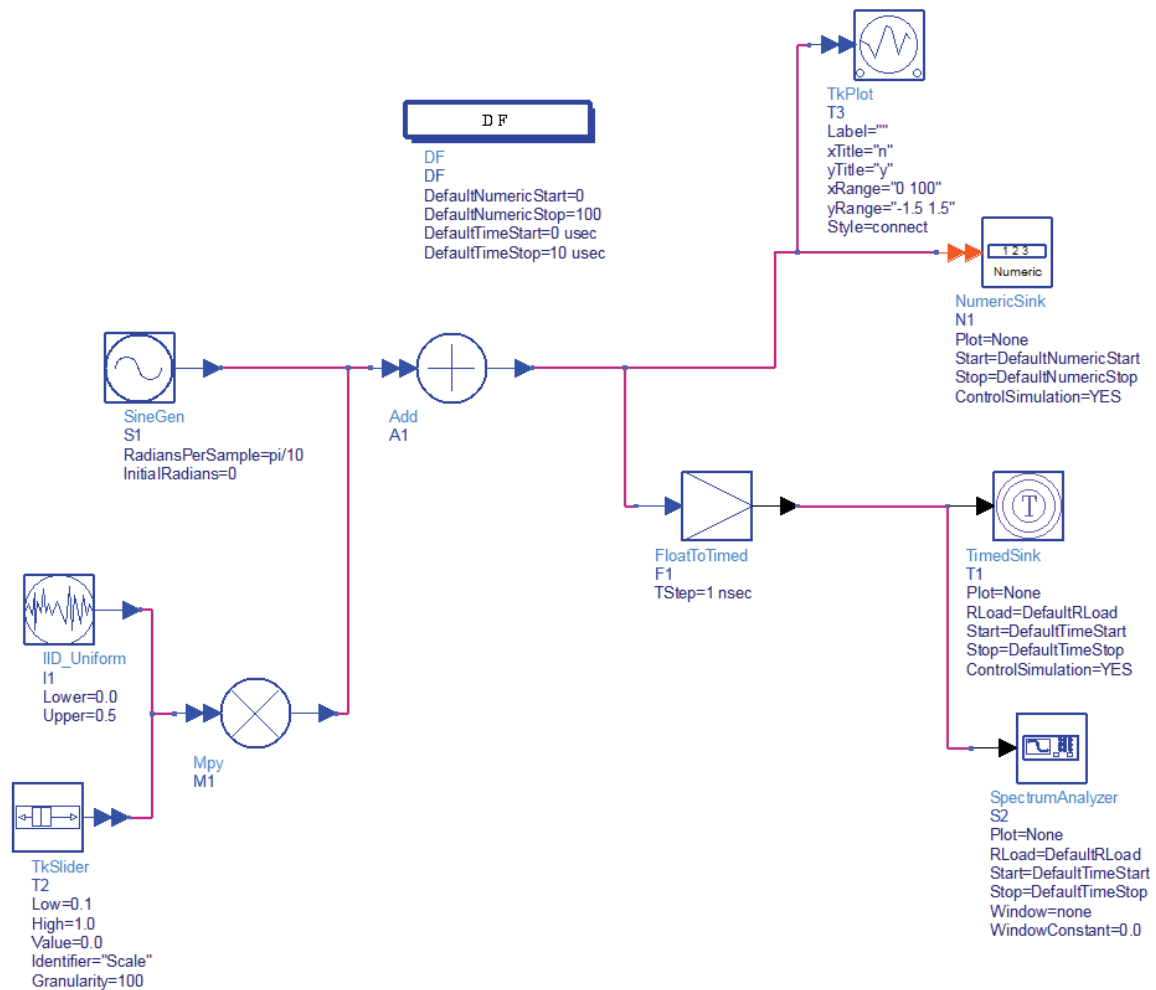 TkPlot
T3
Label=""
xTitle="n"
yTitle="y"
xRange="0 100"
yRange="-1.5 1.5"
Style=connect
DF
DF
DF
DefaultNumericStart=0
DefaultNumericStop=100
DefaultTimeStart=0 usec
DefaultTimeStop=10 usec
1 2 3
Numeric
NumericSink
N1
Plot=None
Start=DefaultNumericStart
Stop=DefaultNumericStop
ControlSimulation=YES
SineGen
S1
RadiansPerSample=pi/10
InitialRadians=0
Add
A1
FloatToTimed
F1
TStep=1 nsec
T
TimedSink
T1
Plot=None
RLoad=DefaultRLoad
Start=DefaultTimeStart
Stop=DefaultTimeStop
ControlSimulation=YES
IID_Uniform
I1
Lower=0.0
Upper=0.5
Mpy
M1
SpectrumAnalyzer
S2
Plot=None
RLoad=DefaultRLoad
Start=DefaultTimeStart
Stop=DefaultTimeStop
Window=none
WindowConstant=0.0
TkSlider
T2
Low=0.1
High=1.0
Value=0.0
Identifier="Scale"
Granularity=100